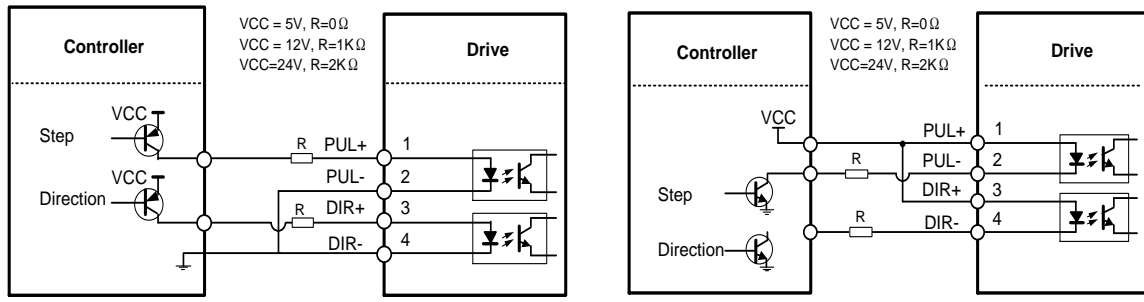 Controller
VCC = 5V, R=0Ω
VCC = 12V, R=1KΩ
VCC=24V, R=2KΩ
Drive
VCC
Step
R
PUL+
1
PUL-
2
VCC
Direction
R
DIR+
3
DIR-
4
Controller
VCC = 5V, R=0Ω
VCC = 12V, R=1KΩ
VCC=24V, R=2KΩ
Drive
VCC
PUL+
1
R
PUL-
2
Step
DIR+
3
R
DIR-
4
Direction